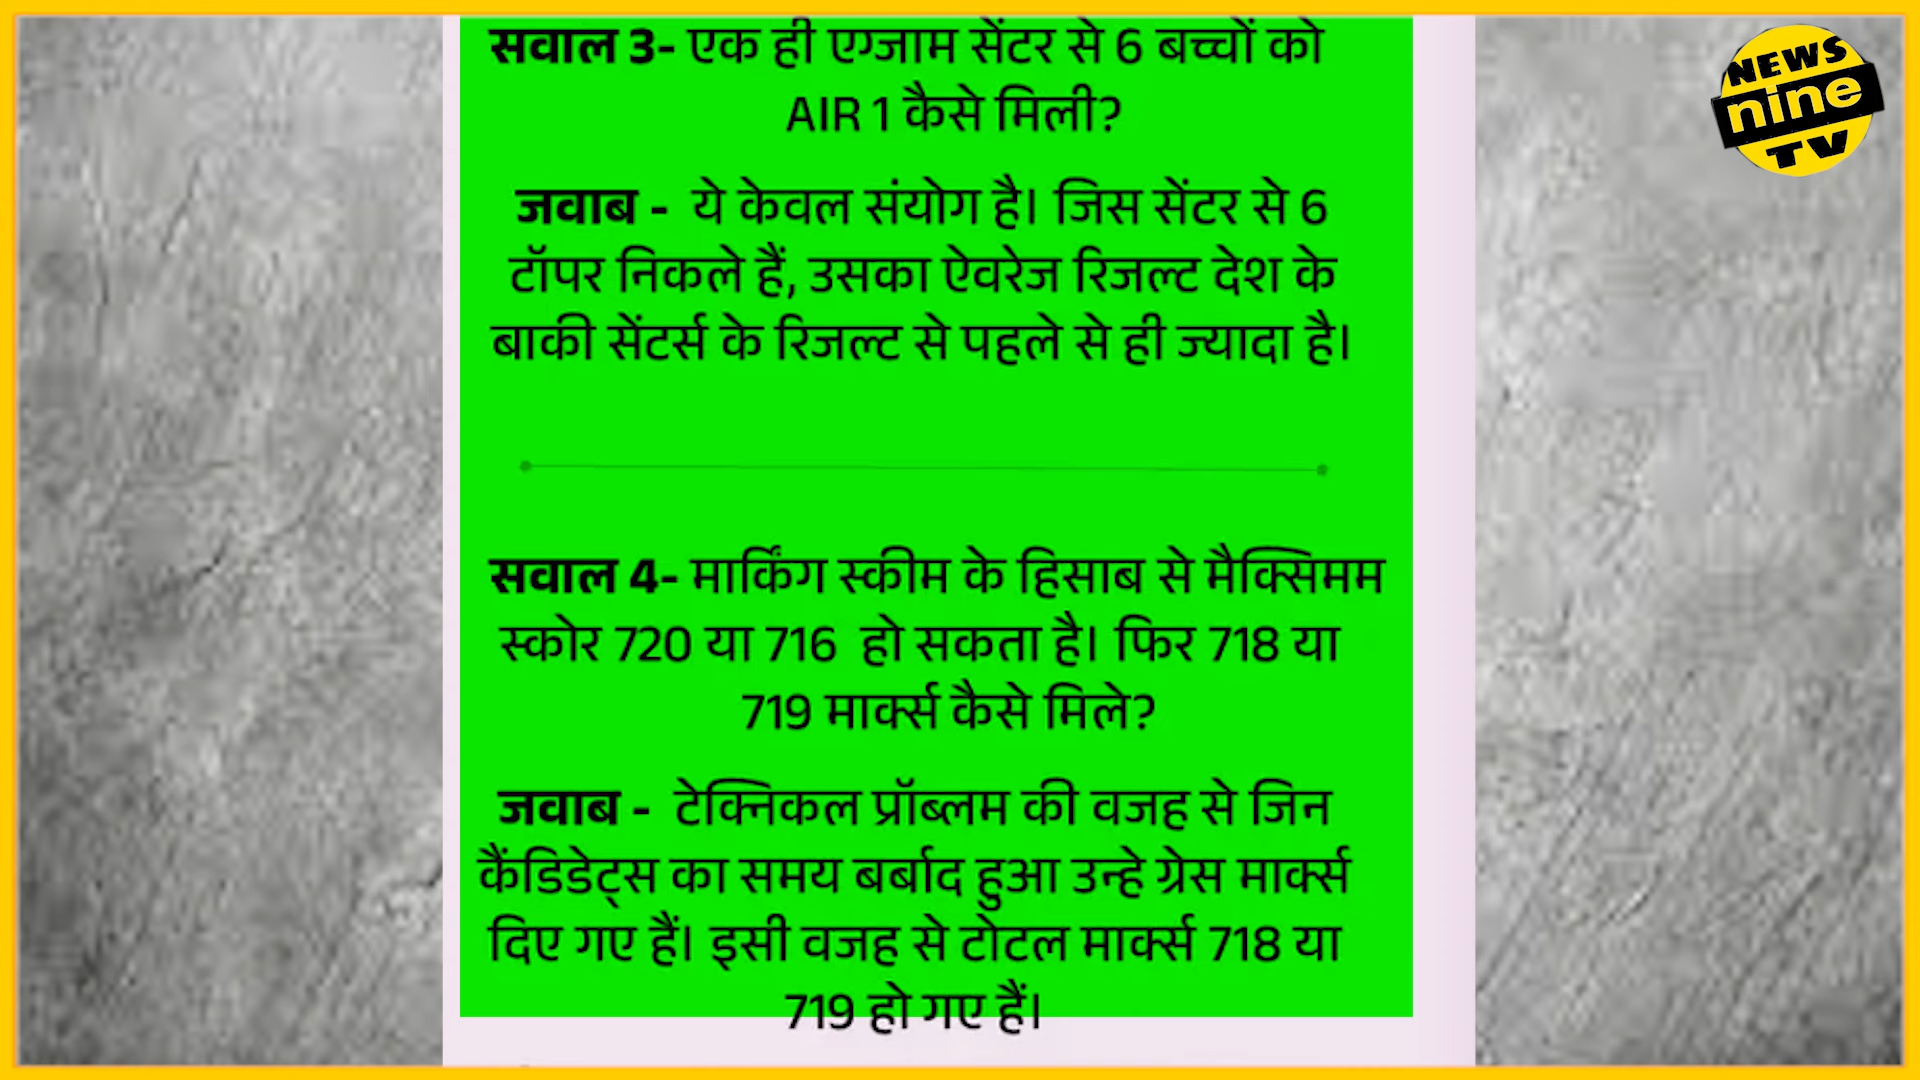 सवाल 3- एक ही एग्जाम सेंटर से 6 बच्चों को
AIR 1 कैसे मिली?
जवाब - ये केवल संयोग है। जिस सेंटर से 6
टॉपर निकले हैं, उसका ऐवरेज रिजल्ट देश के
बाकी सेंटर्स के रिजल्ट से पहले से ही ज्यादा है।
सवाल 4- मार्किंग स्कीम के हिसाब से मैक्सिमम
स्कोर 720 या 716 हो सकता है। फिर 718 या
719 मार्क्स कैसे मिले?
जवाब - टेक्निकल प्रॉब्लम की वजह से जिन
कैंडिडेट्स का समय बर्बाद हुआ उन्हे ग्रेस मार्क्स
दिए गए हैं। इसी वजह से टोटल मार्क्स 718 या
719 हो गए हैं।
NEWS
nine
TV